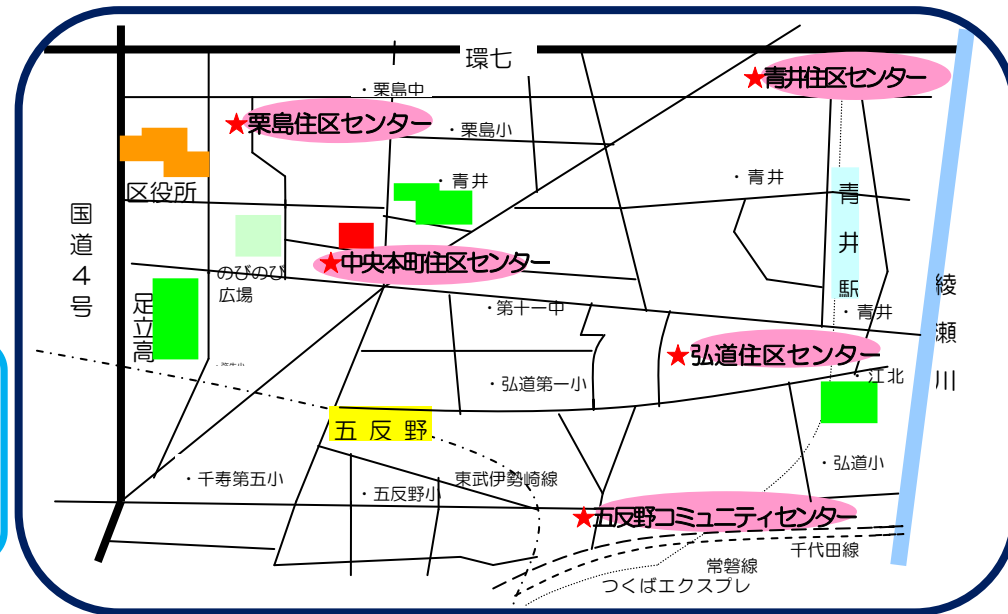 環七
青井住区センター
・栗島中
栗島住区センター
・栗島小
・青井
・青井
区役所
国道4号
青井駅
中央本町住区センター
のびのび
広場
綾瀬川
足立高
・第十一中
・青井
弘道住区センター
・江北
・弘道第一小
五反野
・弘道小
・千寿第五小
東武伊勢崎線
・五反野小
五反野コミュニティセンター
千代田線
常磐線
つくばエクスプレ